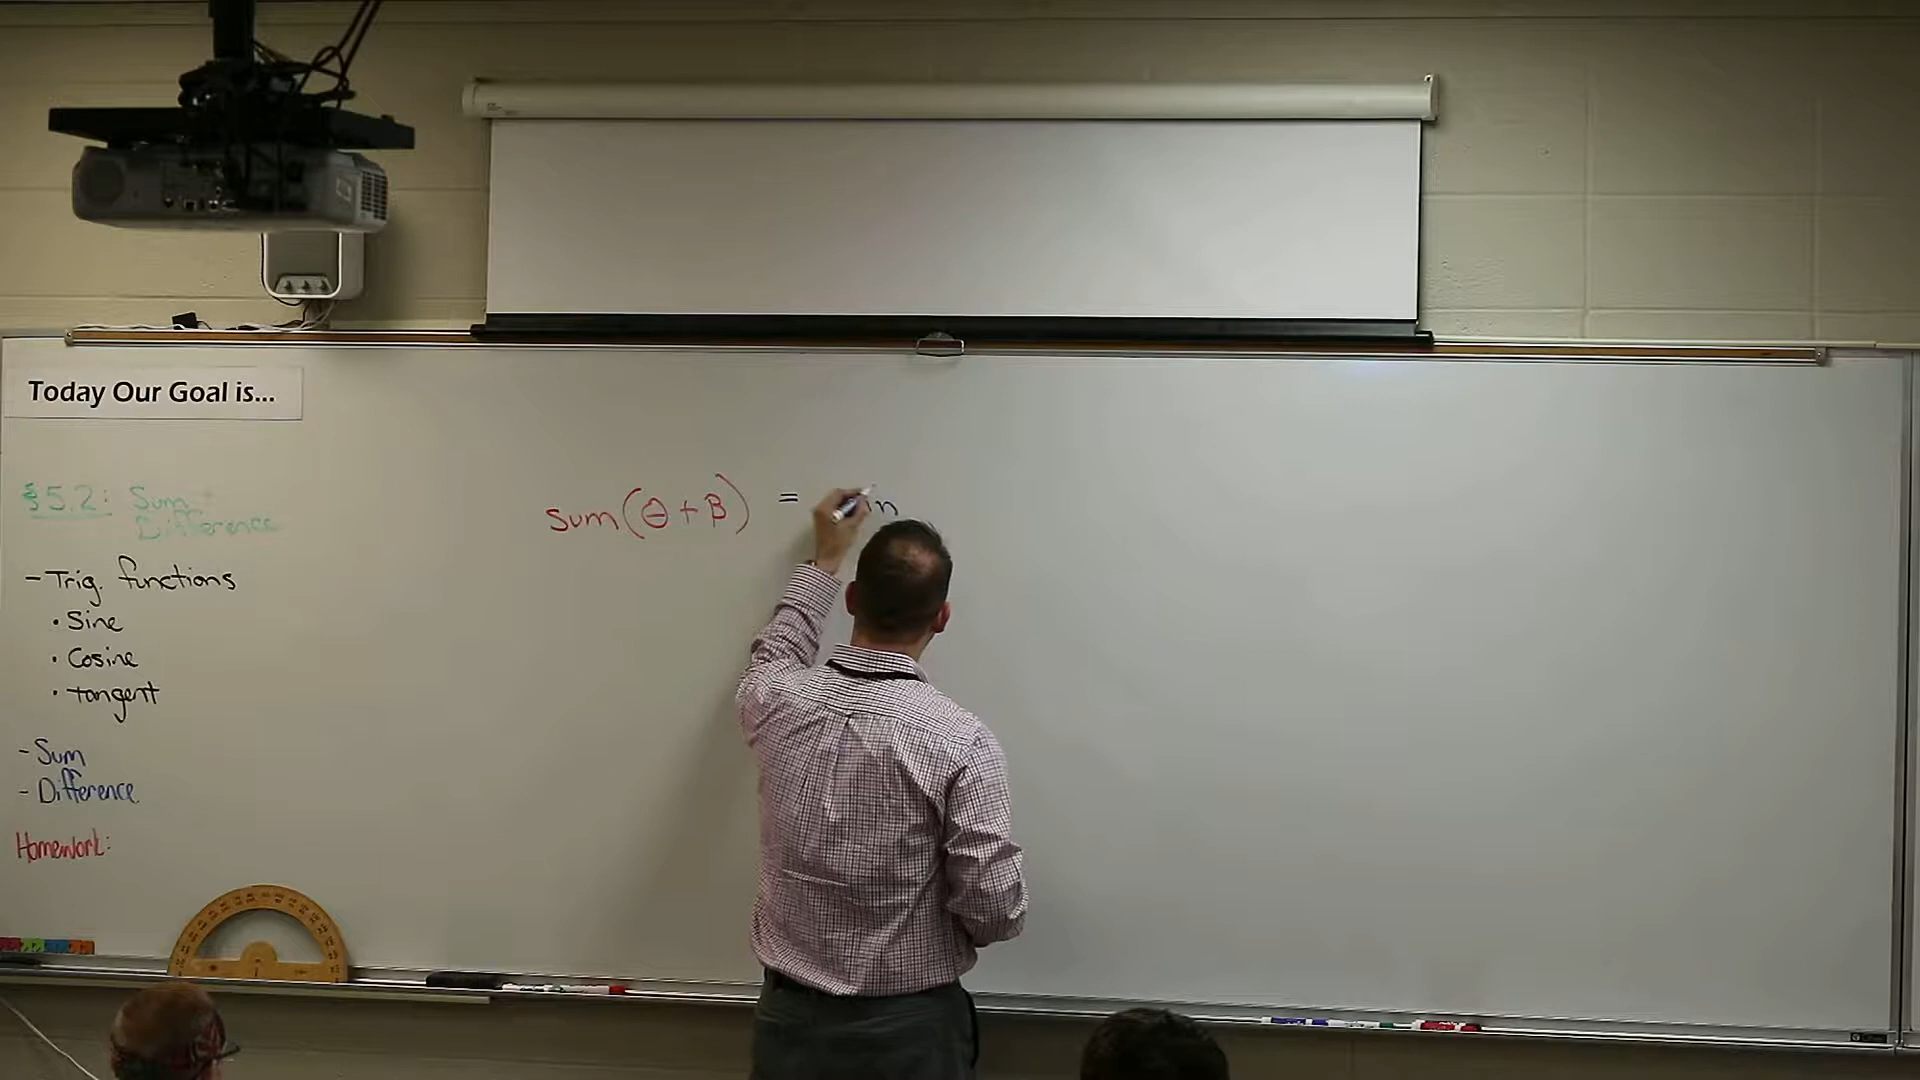 Today Our Goal is...
§5.2: Sum
Difference
- Trig. functions
• Sine
• Cosine
• tangent
- Sum
- Difference
Homework:
sum(θ+β) =